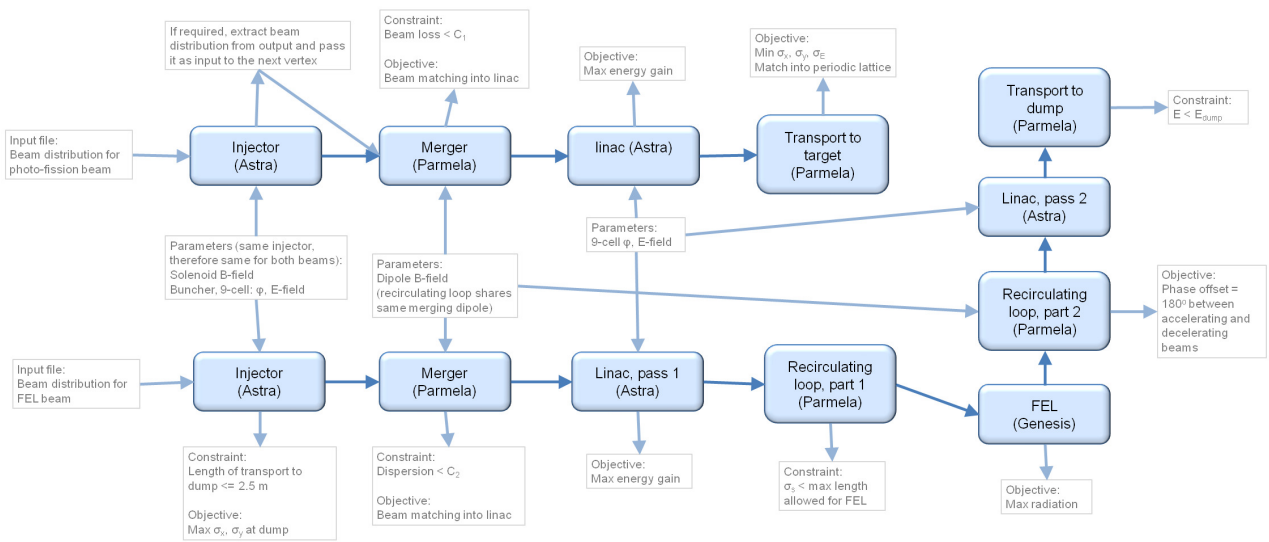 If required, extract beam
distribution from output and pass
it as input to the next vertex
Constraint:
Beam loss < C₁
Objective:
Beam matching into linac
Objective:
Max energy gain
Objective:
Min σₓ, σᵧ, σ_E
Match into periodic lattice
Transport to
dump
(Parmela)
Constraint:
E < E_dump
Input file:
Beam distribution for
photo-fission beam
Injector
(Astra)
Merger
(Parmela)
linac (Astra)
Transport to
target
(Parmela)
Linac, pass 2
(Astra)
Parameters (same injector,
therefore same for both beams):
Solenoid B-field
Buncher, 9-cell: φ, E-field
Parameters:
Dipole B-field
(recirculating loop shares
same merging dipole)
Parameters:
9-cell φ, E-field
Recirculating
loop, part 2
(Parmela)
Objective:
Phase offset =
180⁰ between
accelerating and
decelerating
beams
Input file:
Beam distribution for
FEL beam
Injector
(Astra)
Merger
(Parmela)
Linac, pass 1
(Astra)
Recirculating
loop, part 1
(Parmela)
FEL
(Genesis)
Constraint:
Length of transport to
dump <= 2.5 m
Objective:
Max σₓ, σᵧ at dump
Constraint:
Dispersion < C₂
Objective:
Beam matching into linac
Objective:
Max energy gain
Constraint:
σₛ < max length
allowed for FEL
Objective:
Max radiation